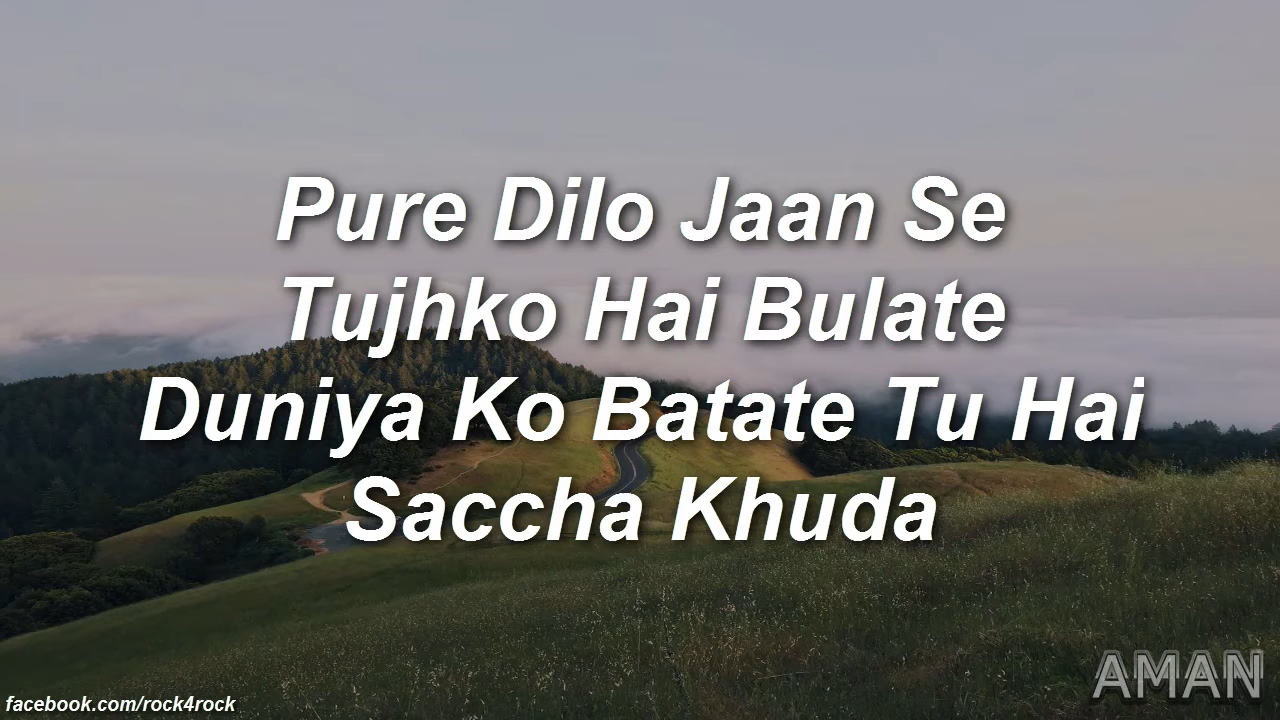 Pure Dilo Jaan Se
Tujhko Hai Bulate
Duniya Ko Batate Tu Hai
Saccha Khuda
AMAN
facebook.com/rock4rock